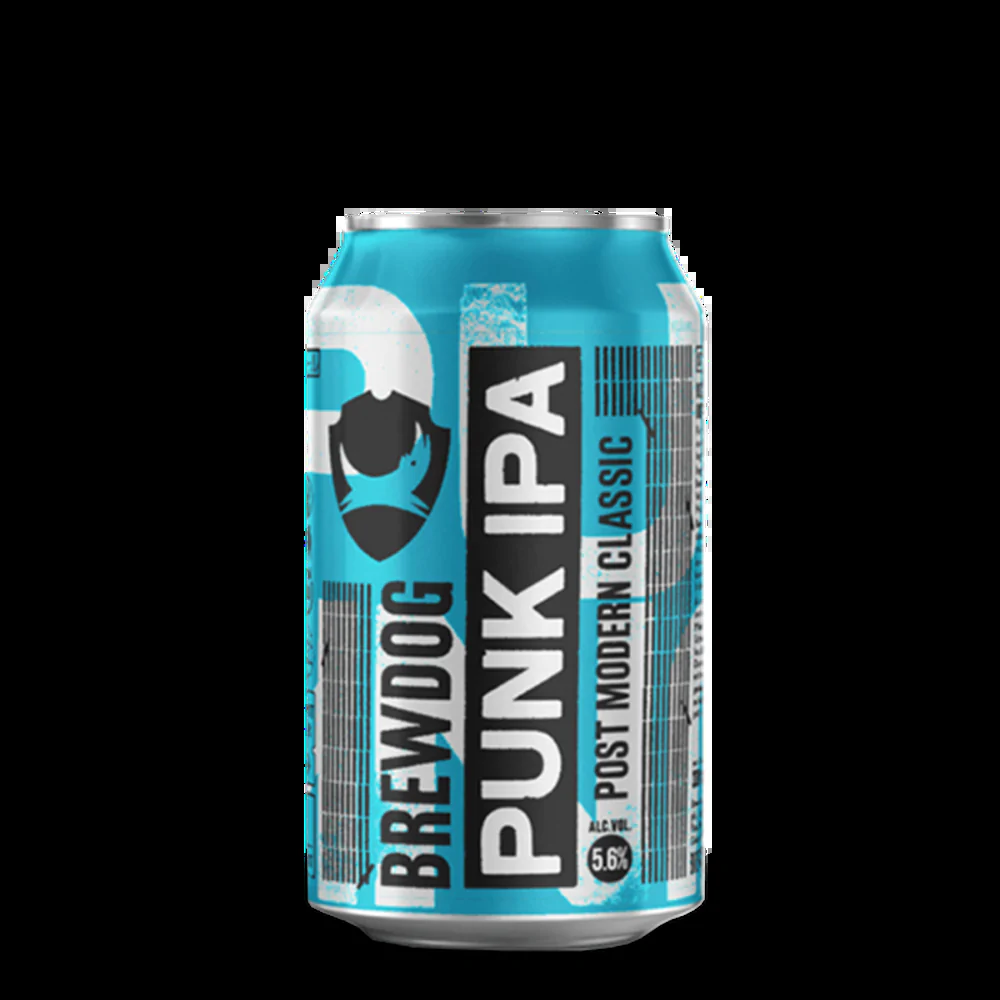 BREWDOG
PUNK IPA
POST MODERN CLASSIC
ALC.VOL.
5.6%